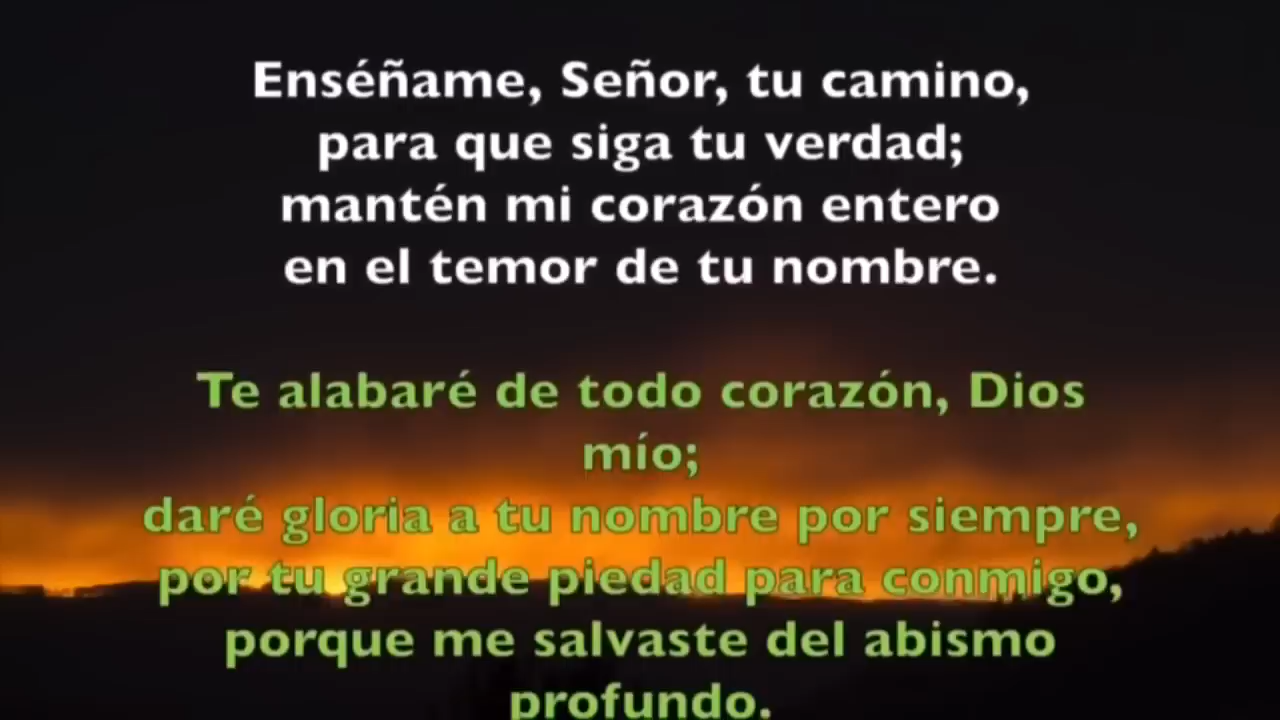 Enséñame, Señor, tu camino,
para que siga tu verdad;
mantén mi corazón entero
en el temor de tu nombre.
Te alabaré de todo corazón, Dios
mío;
daré gloria a tu nombre por siempre,
por tu grande piedad para conmigo,
porque me salvaste del abismo
profundo.